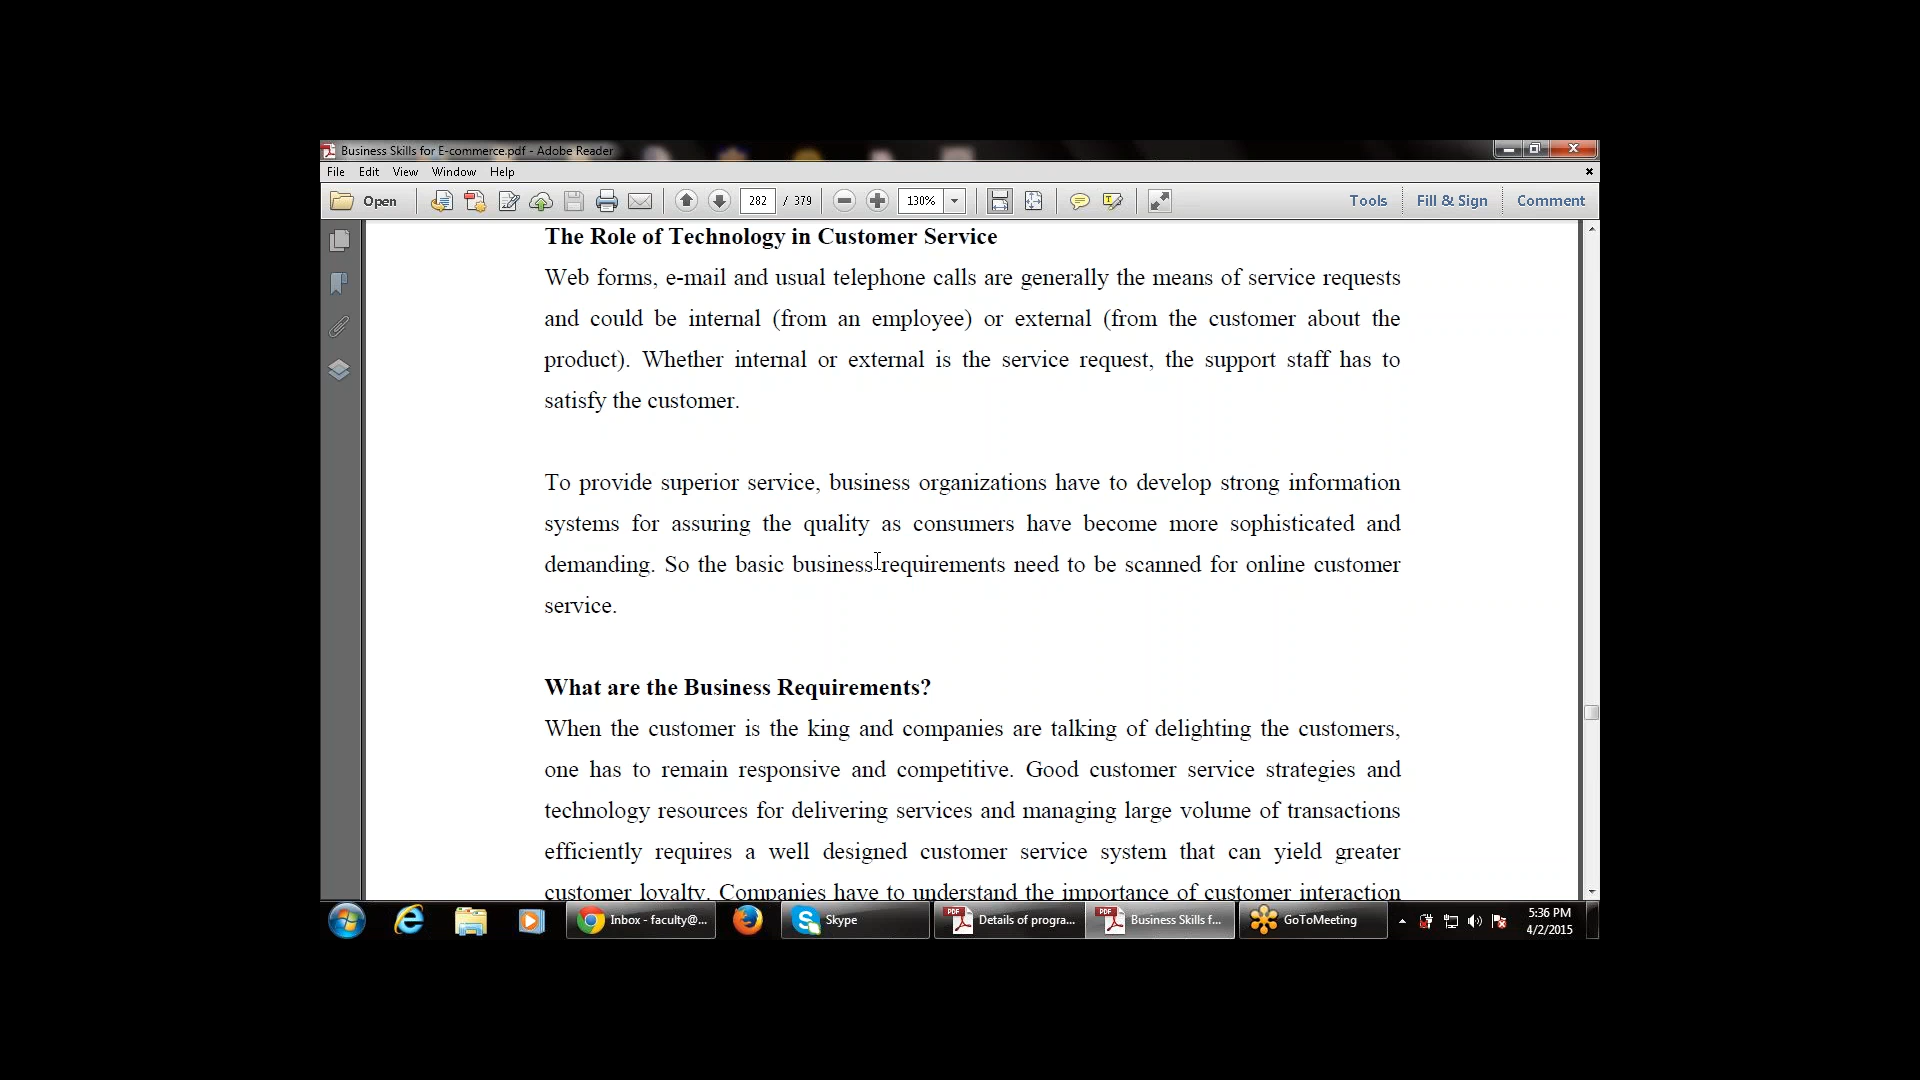 Business Skills for E-commerce.pdf - Adobe Reader
File Edit View Window Help
Open 282 / 379 130% Tools Fill & Sign Comment
The Role of Technology in Customer Service
Web forms, e-mail and usual telephone calls are generally the means of service requests
and could be internal (from an employee) or external (from the customer about the
product). Whether internal or external is the service request, the support staff has to
satisfy the customer.
To provide superior service, business organizations have to develop strong information
systems for assuring the quality as consumers have become more sophisticated and
demanding. So the basic business requirements need to be scanned for online customer
service.
What are the Business Requirements?
When the customer is the king and companies are talking of delighting the customers,
one has to remain responsive and competitive. Good customer service strategies and
technology resources for delivering services and managing large volume of transactions
efficiently requires a well designed customer service system that can yield greater
customer loyalty. Companies have to understand the importance of customer interaction
Inbox - faculty@... Skype PDF Details of progra... PDF Business Skills f... GoToMeeting 5:36 PM
4/2/2015